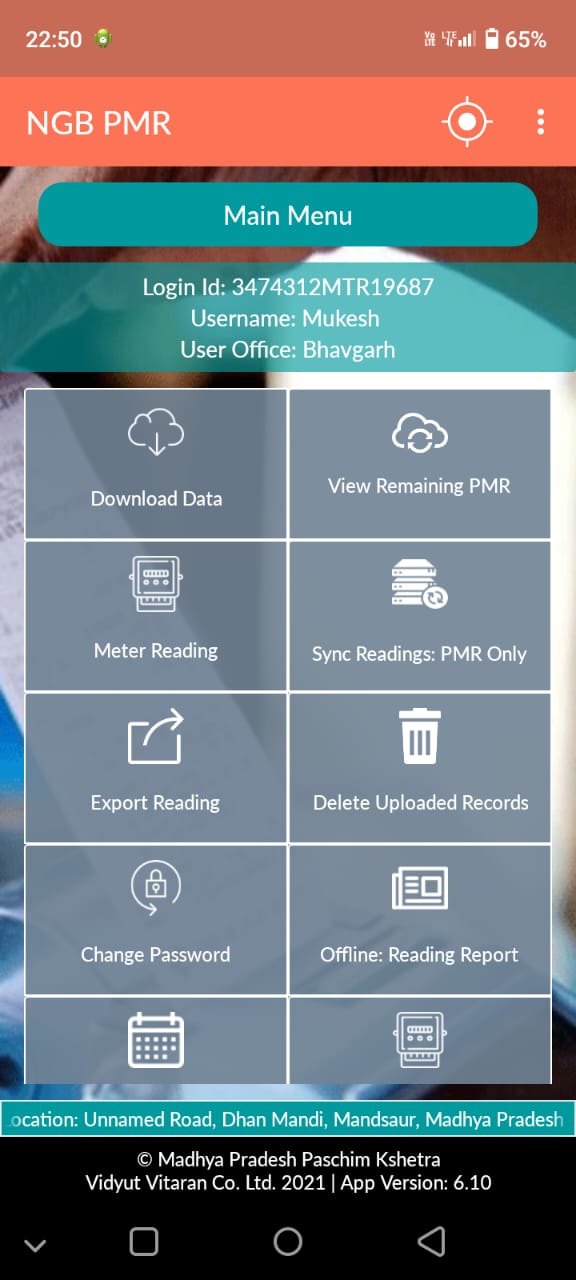 22:50 Vo LTE LTE 65%
NGB PMR
Main Menu
Login Id: 3474312MTR19687
Username: Mukesh
User Office: Bhavgarh
Download Data
View Remaining PMR
Meter Reading
Sync Readings: PMR Only
Export Reading
Delete Uploaded Records
Change Password
Offline: Reading Report
ocation: Unnamed Road, Dhan Mandi, Mandsaur, Madhya Pradesh
© Madhya Pradesh Paschim Kshetra
Vidyut Vitaran Co. Ltd. 2021 | App Version: 6.10